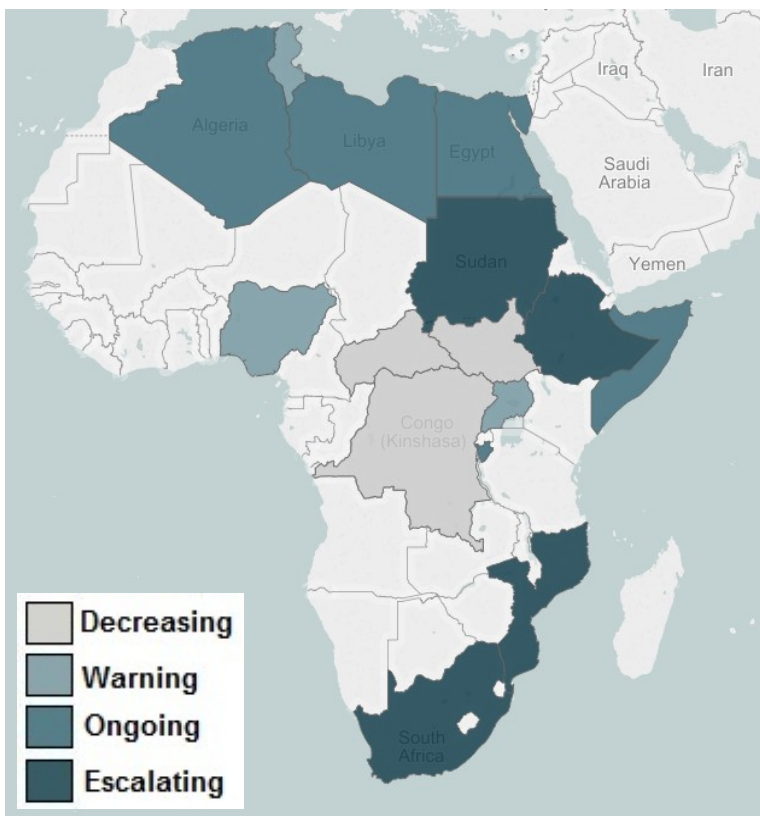 Iraq
Iran
Algeria
Libya
Egypt
Saudi
Arabia
Sudan
Yemen
Congo
(Kinshasa)
South
Africa
Decreasing
Warning
Ongoing
Escalating